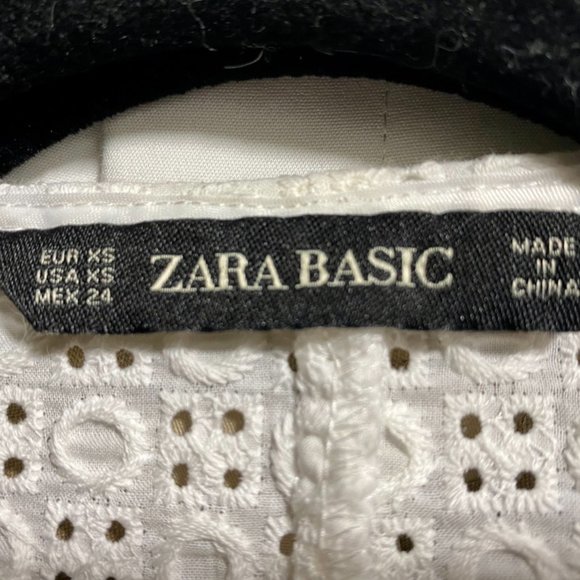 EUR XS
USA XS
MEX 24
ZARA BASIC
MADE
IN
CHINA